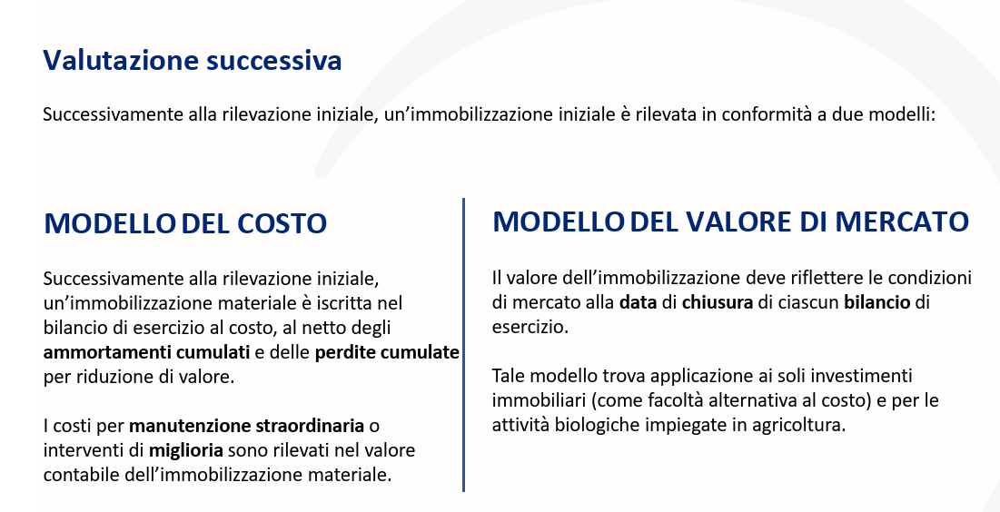 Valutazione successiva
Successivamente alla rilevazione iniziale, un’immobilizzazione iniziale è rilevata in conformità a due modelli:
MODELLO DEL COSTO
Successivamente alla rilevazione iniziale,
un’immobilizzazione materiale è iscritta nel
bilancio di esercizio al costo, al netto degli
ammortamenti cumulati e delle perdite cumulate
per riduzione di valore.
I costi per manutenzione straordinaria o
interventi di miglioria sono rilevati nel valore
contabile dell’immobilizzazione materiale.
MODELLO DEL VALORE DI MERCATO
Il valore dell’immobilizzazione deve riflettere le condizioni
di mercato alla data di chiusura di ciascun bilancio di
esercizio.
Tale modello trova applicazione ai soli investimenti
immobiliari (come facoltà alternativa al costo) e per le
attività biologiche impiegate in agricoltura.